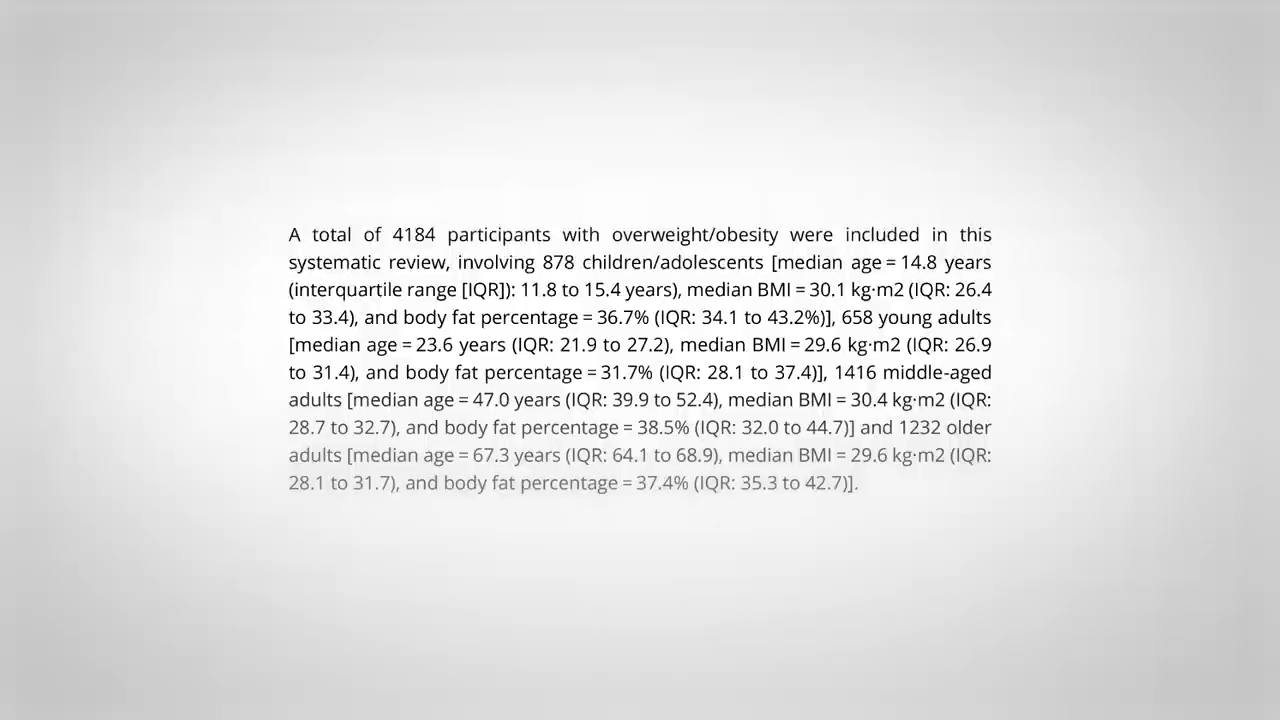 A total of 4184 participants with overweight/obesity were included in this
systematic review, involving 878 children/adolescents [median age = 14.8 years
(interquartile range [IQR]): 11.8 to 15.4 years), median BMI = 30.1 kg·m2 (IQR: 26.4
to 33.4), and body fat percentage = 36.7% (IQR: 34.1 to 43.2%)], 658 young adults
[median age = 23.6 years (IQR: 21.9 to 27.2), median BMI = 29.6 kg·m2 (IQR: 26.9
to 31.4), and body fat percentage = 31.7% (IQR: 28.1 to 37.4)], 1416 middle-aged
adults [median age = 47.0 years (IQR: 39.9 to 52.4), median BMI = 30.4 kg·m2 (IQR:
28.7 to 32.7), and body fat percentage = 38.5% (IQR: 32.0 to 44.7)] and 1232 older
adults [median age = 67.3 years (IQR: 64.1 to 68.9), median BMI = 29.6 kg·m2 (IQR:
28.1 to 31.7), and body fat percentage = 37.4% (IQR: 35.3 to 42.7)].